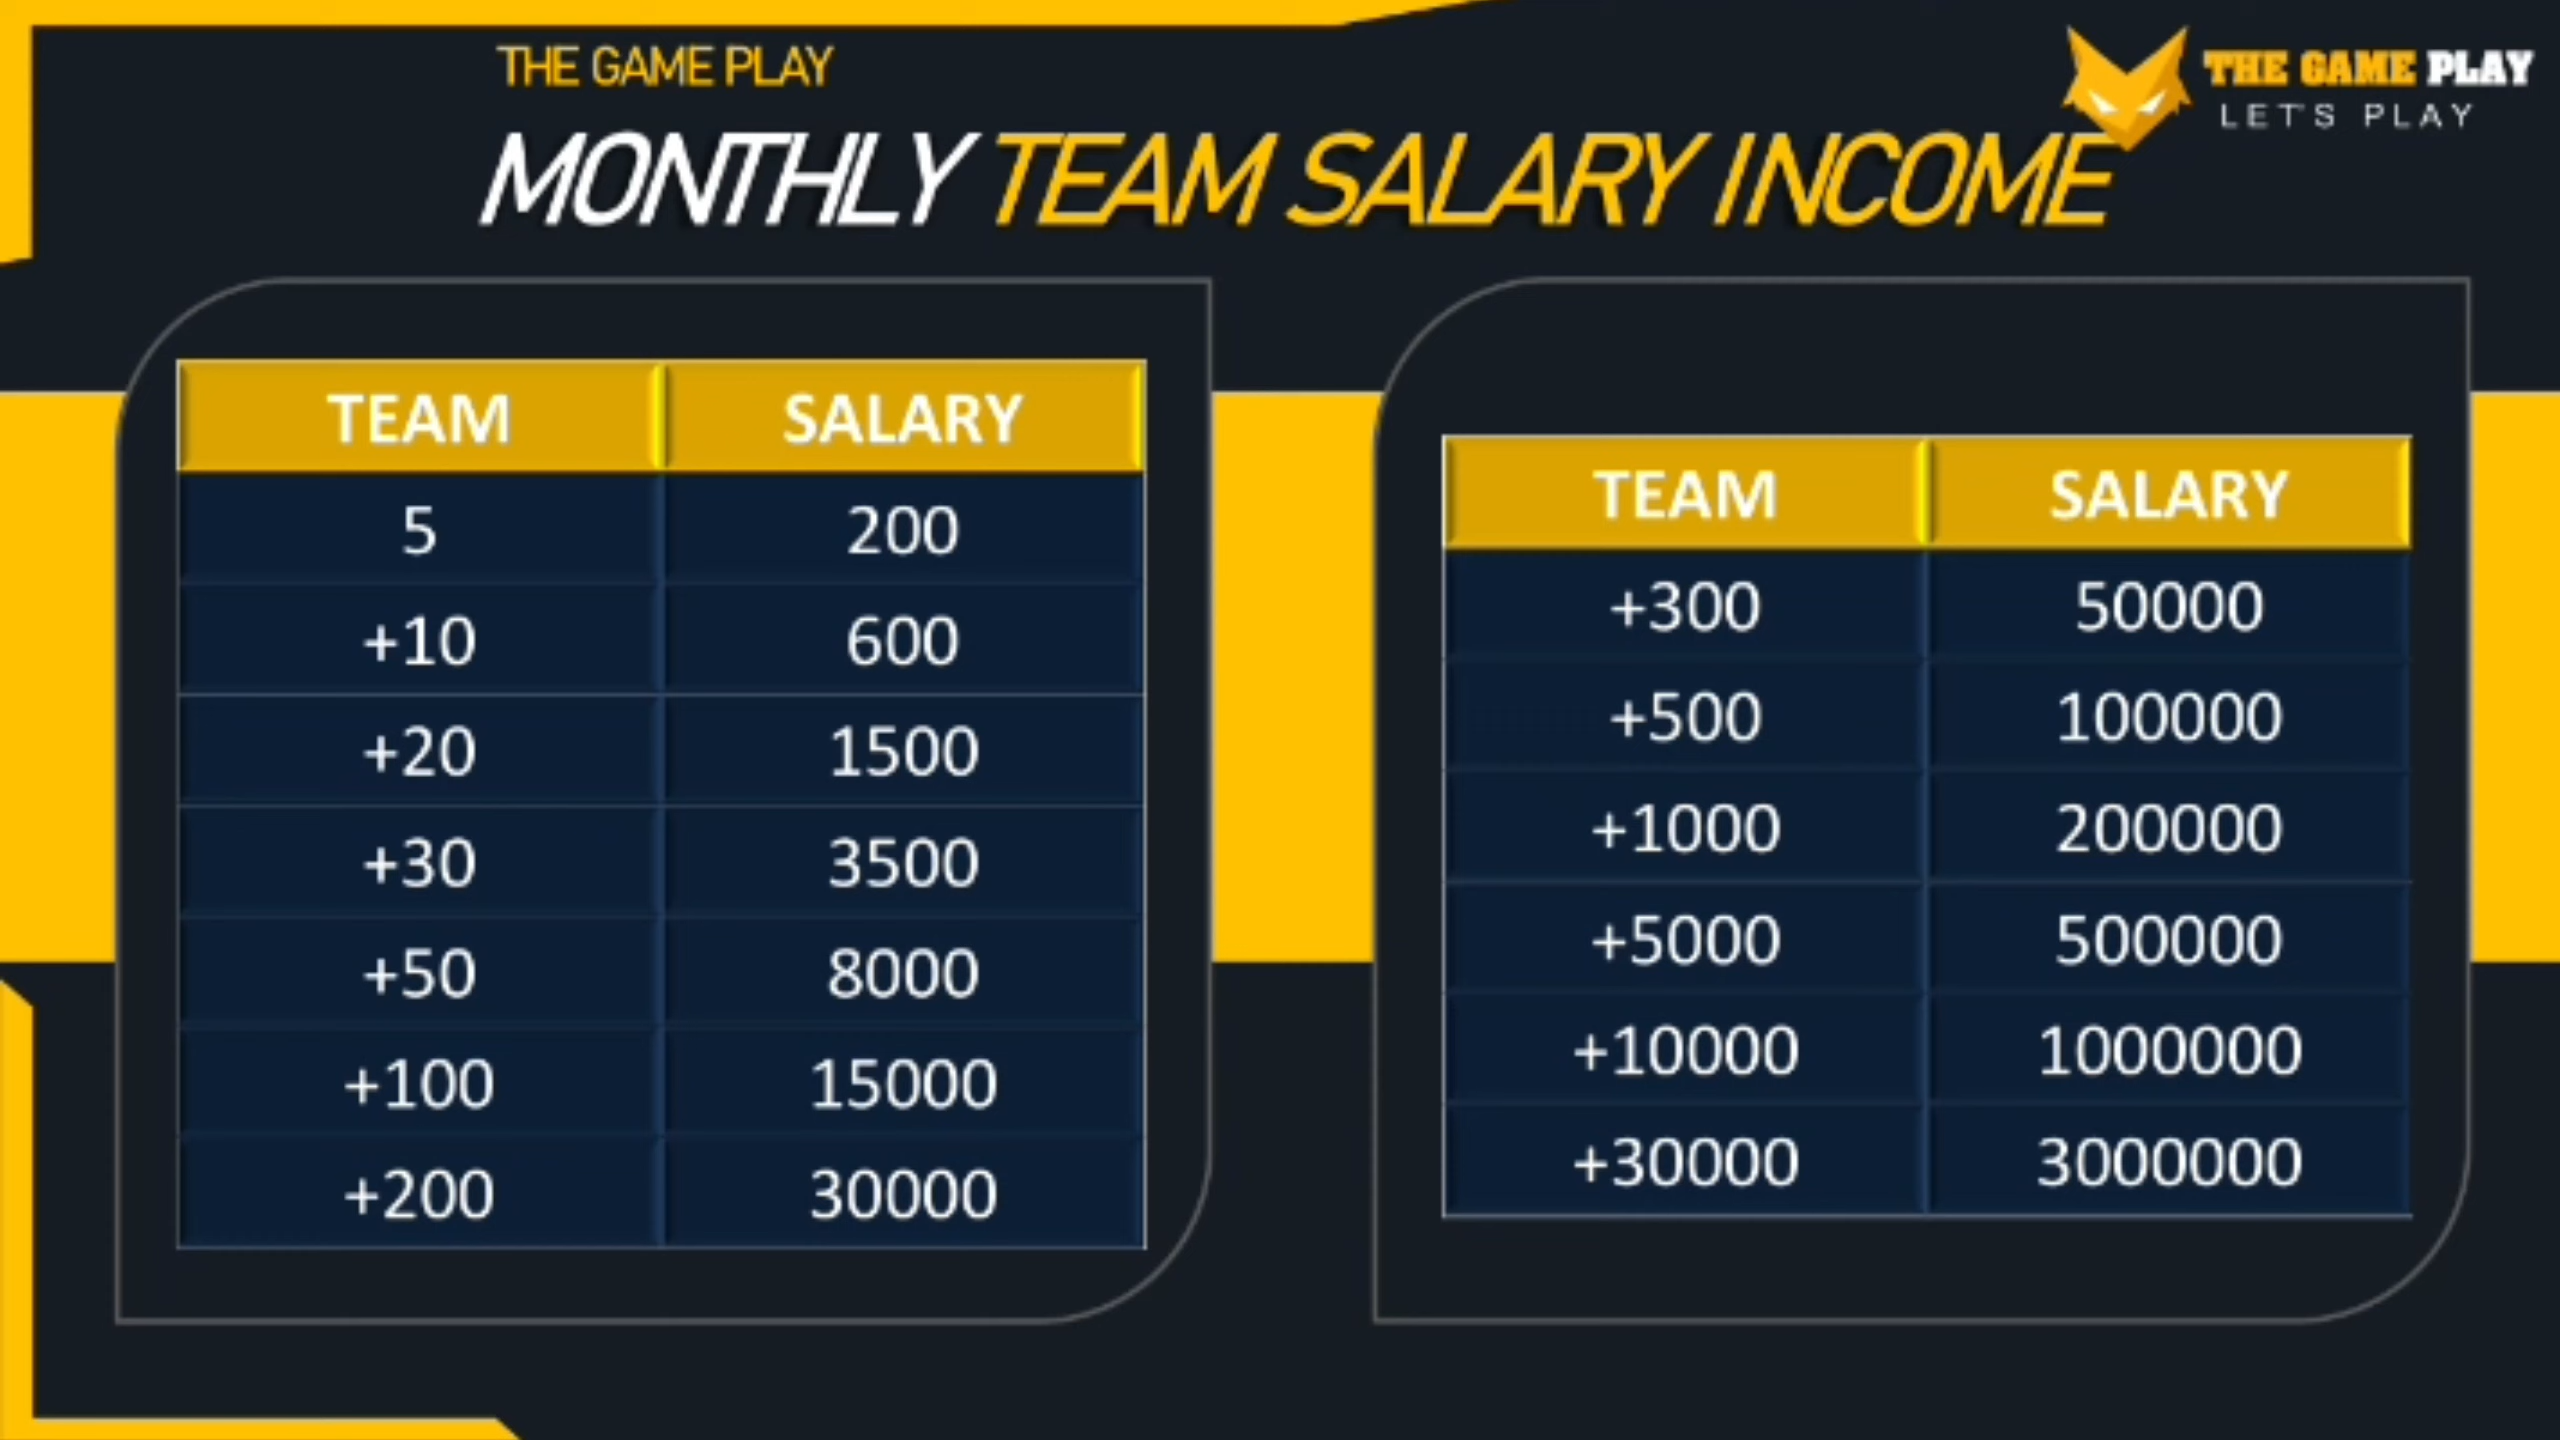 THE GAME PLAY
THE GAME PLAY
LET'S PLAY
MONTHLY TEAM SALARY INCOME
TEAM SALARY
5 200
+10 600
+20 1500
+30 3500
+50 8000
+100 15000
+200 30000
TEAM SALARY
+300 50000
+500 100000
+1000 200000
+5000 500000
+10000 1000000
+30000 3000000